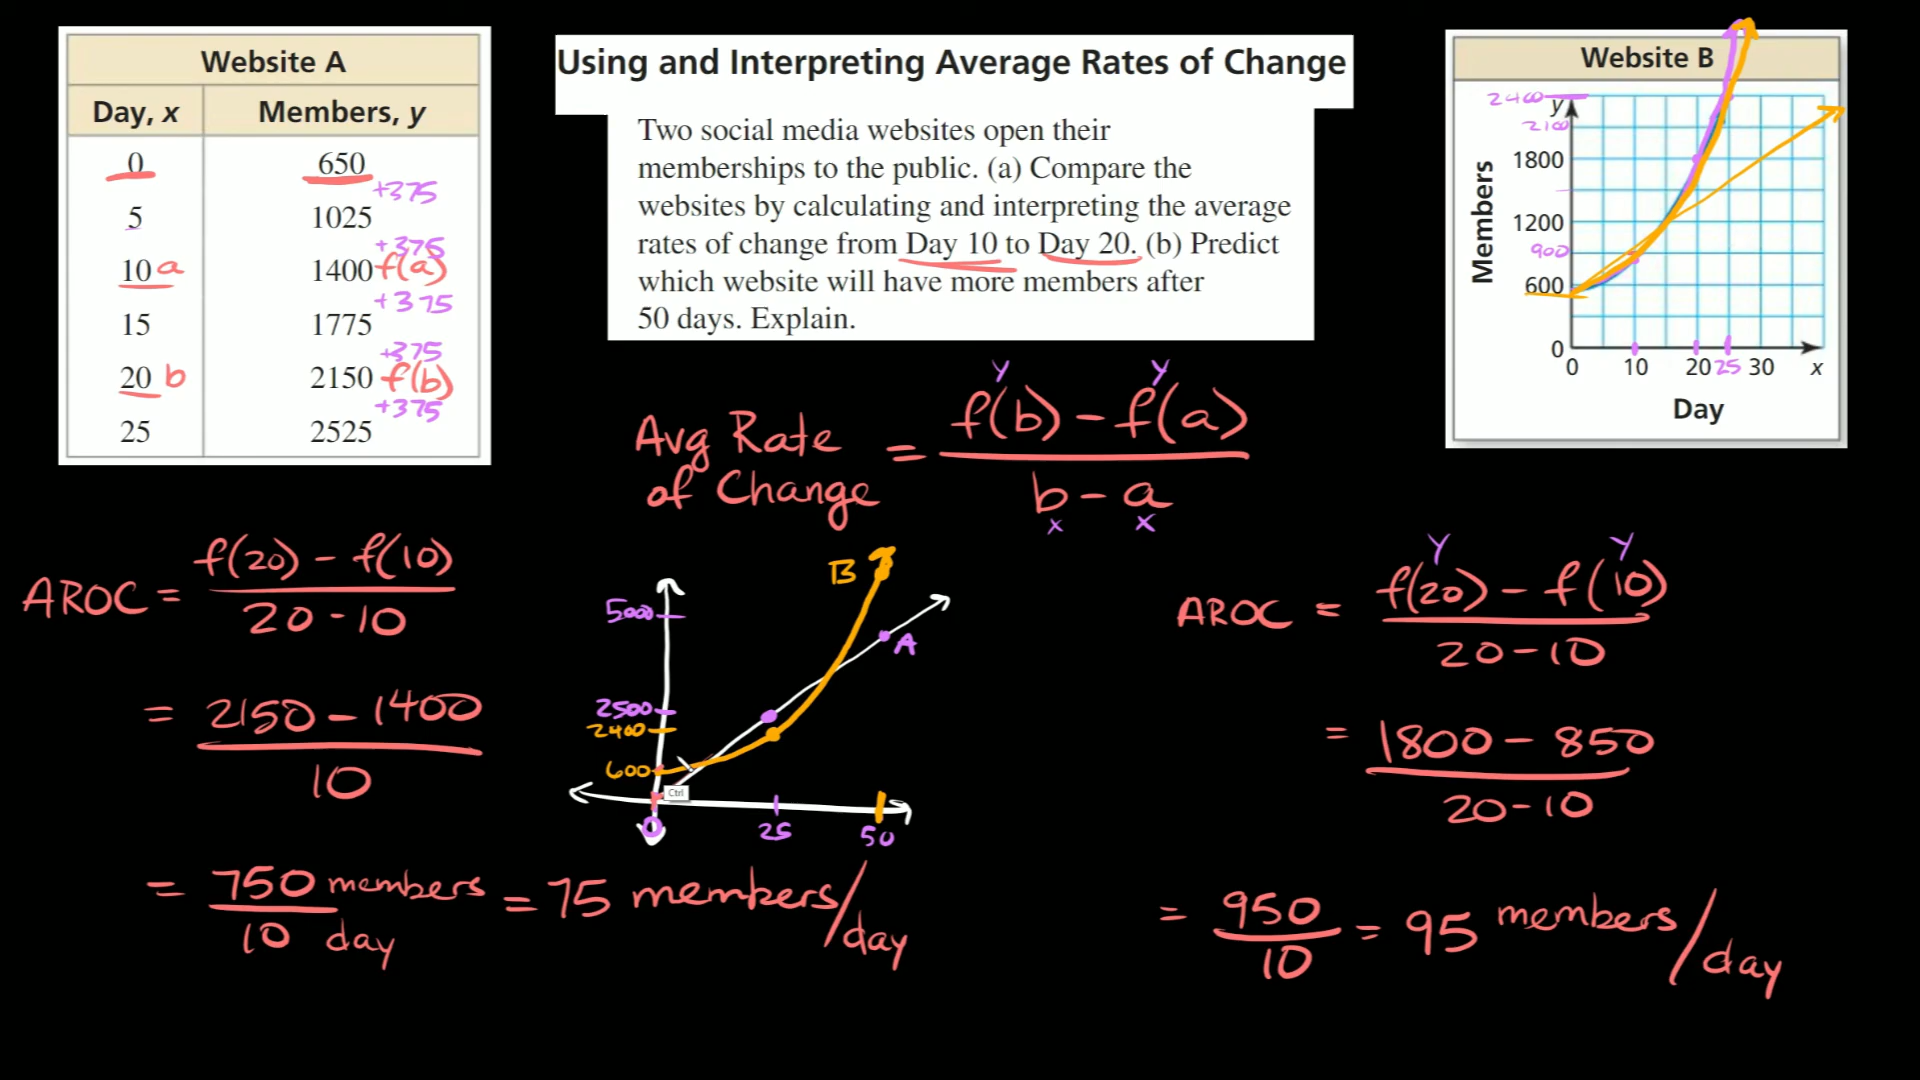 Website A
Day, x Members, y
0 650
+375
5 1025
+375
10 a 1400 f(a)
+375
15 1775
+375
20 b 2150 f(b)
+375
25 2525
Using and Interpreting Average Rates of Change
Two social media websites open their
memberships to the public. (a) Compare the
websites by calculating and interpreting the average
rates of change from Day 10 to Day 20. (b) Predict
which website will have more members after
50 days. Explain.
Website B
2400 y
2100
1800
1200
900
600
0
0 10 20 25 30 x
Members
Day
y y
Avg Rate of Change = f(b) - f(a)
b - a
x x
AROC = f(20) - f(10)
20 - 10
= 2150 - 1400
10
= 750 members = 75 members/day
10 day
B
5000
A
2500
2400
600
Ctrl
0 25 50
y y
AROC = f(20) - f(10)
20 - 10
= 1800 - 850
20 - 10
= 950 = 95 members/day
10